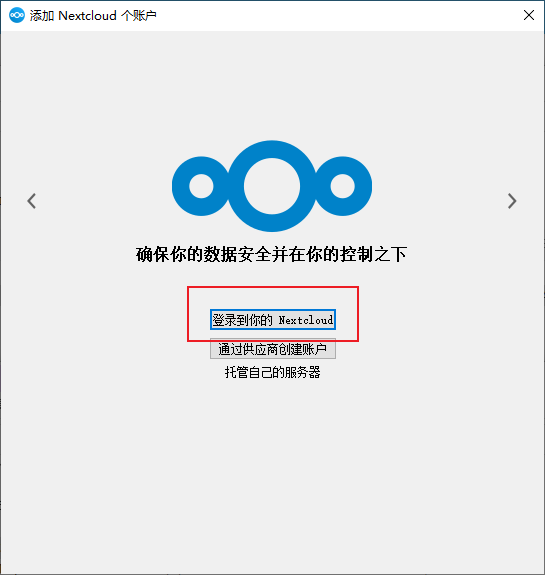 添加 Nextcloud 个账户
确保你的数据安全并在你的控制之下
登录到你的 Nextcloud
通过供应商创建账户
托管自己的服务器